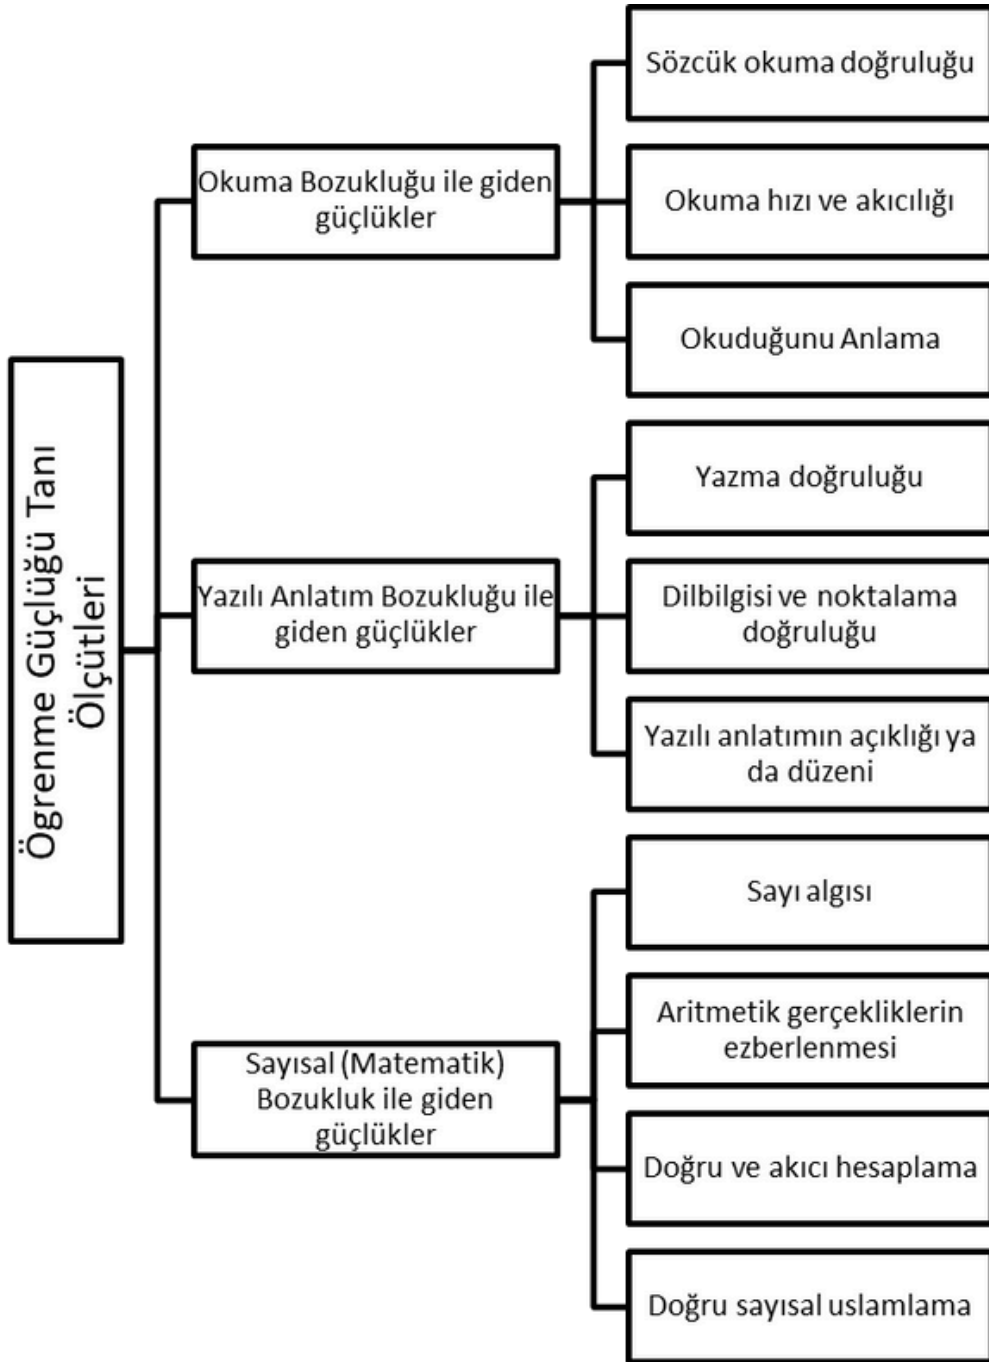 Ögrenme Güçlüğü Tanı
Ölçütleri
Okuma Bozukluğu ile giden
güçlükler
Sözcük okuma doğruluğu
Okuma hızı ve akıcılığı
Okuduğunu Anlama
Yazılı Anlatım Bozukluğu ile
giden güçlükler
Yazma doğruluğu
Dilbilgisi ve noktalama
doğruluğu
Yazılı anlatımın açıklığı ya
da düzeni
Sayısal (Matematik)
Bozukluk ile giden
güçlükler
Sayı algısı
Aritmetik gerçekliklerin
ezberlenmesi
Doğru ve akıcı hesaplama
Doğru sayısal uslamlama